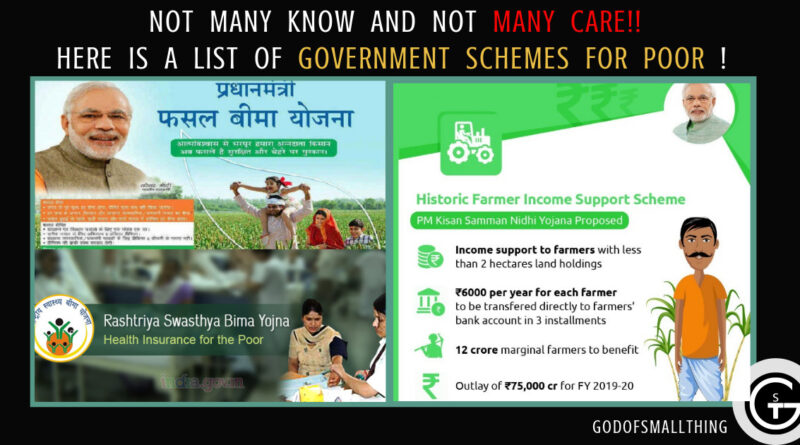 NOT MANY KNOW AND NOT MANY CARE!!
HERE IS A LIST OF GOVERNMENT SCHEMES FOR POOR !
प्रधानमंत्री
फसल बीमा योजना
Rashtriya Swasthya Bima Yojna
Health Insurance for the Poor
india.gov.in
Historic Farmer Income Support Scheme
PM Kisan Samman Nidhi Yojana Proposed
Income support to farmers with less
than 2 hectares land holdings
₹6000 per year for each farmer
to be transfered directly to farmers'
bank account in 3 installments
12 crore marginal farmers to benefit
Outlay of ₹75,000 cr for FY 2019-20
GODOFSMALLTHING